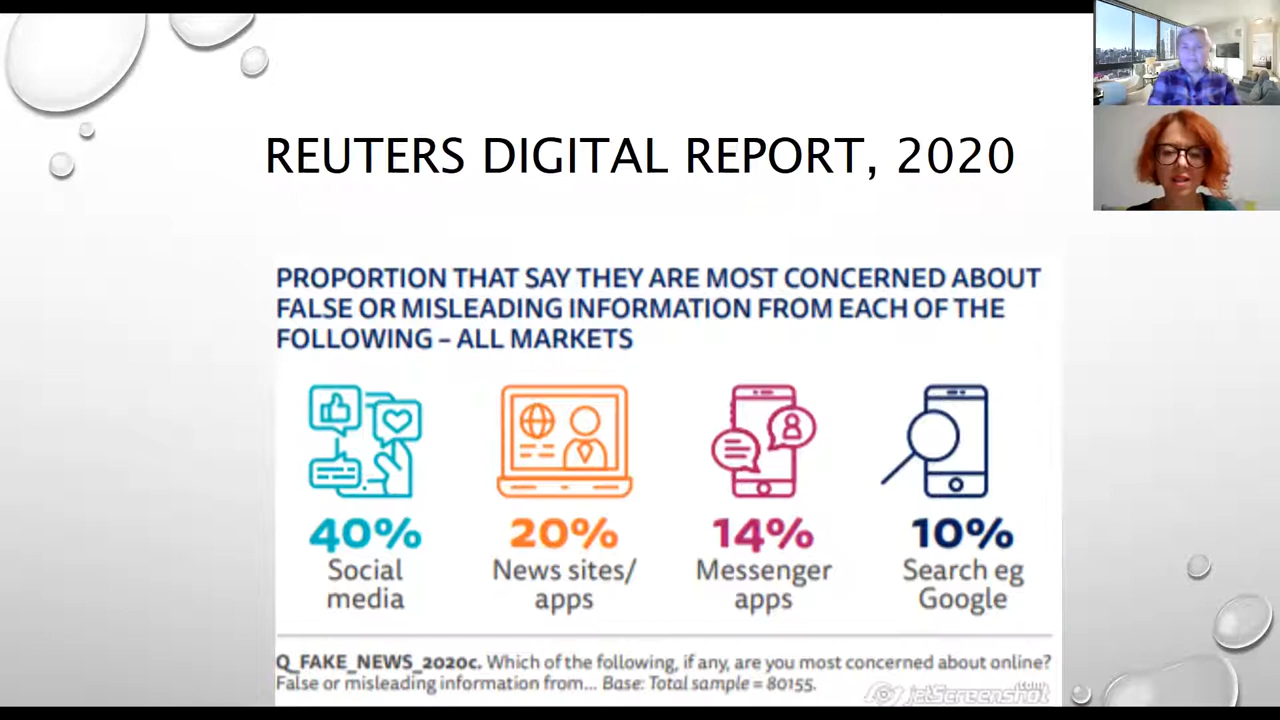 REUTERS DIGITAL REPORT, 2020
PROPORTION THAT SAY THEY ARE MOST CONCERNED ABOUT
FALSE OR MISLEADING INFORMATION FROM EACH OF THE
FOLLOWING – ALL MARKETS
40%
Social
media
20%
News sites/
apps
14%
Messenger
apps
10%
Search eg
Google
Q_FAKE_NEWS_2020c. Which of the following, if any, are you most concerned about online?
False or misleading information from... Base: Total sample = 80155.
jetScreenshot
.com